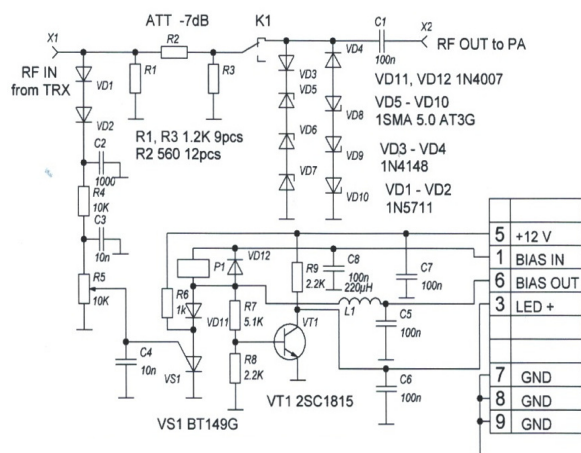 ATT -7dB
K1
X1
R2
C1
100n
X2
RF IN
from TRX
RF OUT to PA
VD1
R1
R3
VD3
VD4
VD5
VD11, VD12 1N4007
VD2
VD6
VD8
VD5 - VD10
1SMA 5.0 AT3G
R1, R3 1.2K 9pcs
R2 560 12pcs
C2
1000
VD7
VD9
VD3 - VD4
1N4148
R4
10K
VD10
VD1 - VD2
1N5711
C3
10n
5 +12 V
P1
VD12
R9
2.2K
C8
100n
C7
100n
1 BIAS IN
R5
10K
R6
1k
VD11
R7
5.1K
220µH
L1
6 BIAS OUT
VT1
C5
100n
3 LED +
C4
10n
VS1
R8
2.2K
C6
100n
7 GND
VT1 2SC1815
8 GND
VS1 BT149G
9 GND